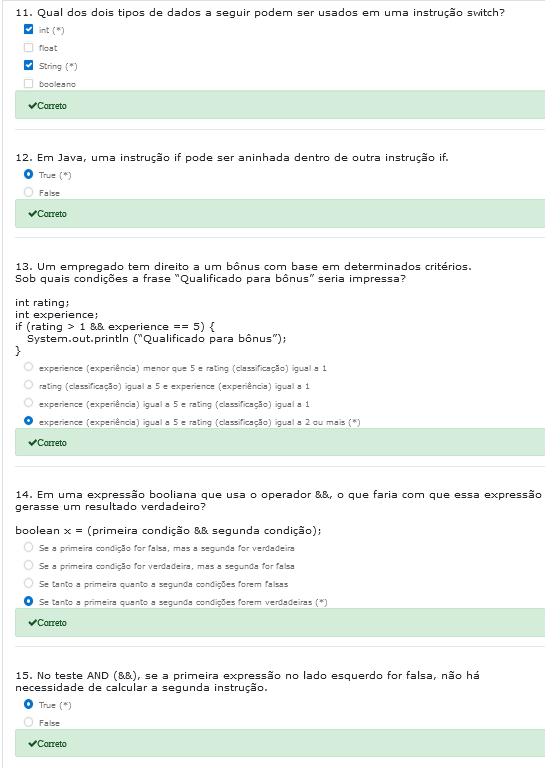 11. Qual dos dois tipos de dados a seguir podem ser usados em uma instrução switch?
int (*)
float
String (*)
booleano
✔Correto
12. Em Java, uma instrução if pode ser aninhada dentro de outra instrução if.
True (*)
False
✔Correto
13. Um empregado tem direito a um bônus com base em determinados critérios.
Sob quais condições a frase “Qualificado para bônus” seria impressa?
int rating;
int experience;
if (rating > 1 && experience == 5) {
System.out.println (“Qualificado para bônus”);
}
experience (experiência) menor que 5 e rating (classificação) igual a 1
rating (classificação) igual a 5 e experience (experiência) igual a 1
experience (experiência) igual a 5 e rating (classificação) igual a 1
experience (experiência) igual a 5 e rating (classificação) igual a 2 ou mais (*)
✔Correto
14. Em uma expressão booliana que usa o operador &&, o que faria com que essa expressão
gerasse um resultado verdadeiro?
boolean x = (primeira condição && segunda condição);
Se a primeira condição for falsa, mas a segunda for verdadeira
Se a primeira condição for verdadeira, mas a segunda for falsa
Se tanto a primeira quanto a segunda condições forem falsas
Se tanto a primeira quanto a segunda condições forem verdadeiras (*)
✔Correto
15. No teste AND (&&), se a primeira expressão no lado esquerdo for falsa, não há
necessidade de calcular a segunda instrução.
True (*)
False
✔Correto